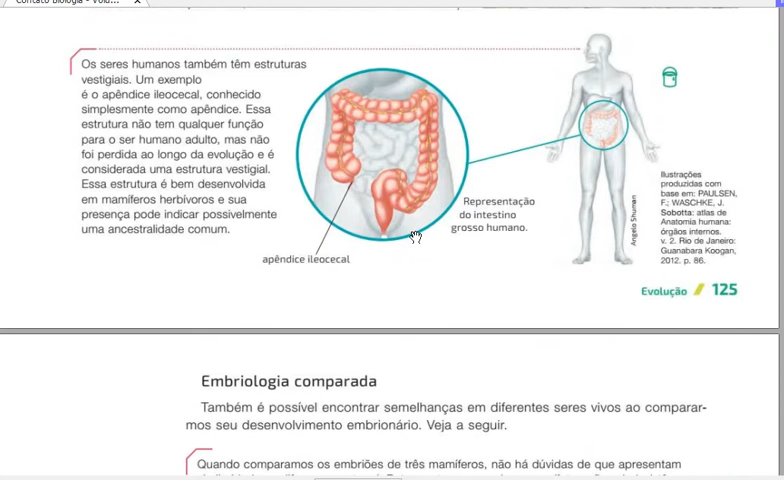 Contato Biologia - Volu...
Os seres humanos também têm estruturas
vestigiais. Um exemplo
é o apêndice ileocecal, conhecido
simplesmente como apêndice. Essa
estrutura não tem qualquer função
para o ser humano adulto, mas não
foi perdida ao longo da evolução e é
considerada uma estrutura vestigial.
Essa estrutura é bem desenvolvida
em mamíferos herbívoros e sua
presença pode indicar possivelmente
uma ancestralidade comum.
apêndice ileocecal
Representação
do intestino
grosso humano.
Angelo Shuman
Ilustrações
produzidas com
base em: PAULSEN,
F.; WASCHKE, J.
Sobotta: atlas de
Anatomia humana:
órgãos internos.
v. 2. Rio de Janeiro:
Guanabara Koogan,
2012. p. 86.
Evolução 125
Embriologia comparada
Também é possível encontrar semelhanças em diferentes seres vivos ao comparar-
mos seu desenvolvimento embrionário. Veja a seguir.
Quando comparamos os embriões de três mamíferos, não há dúvidas de que apresentam